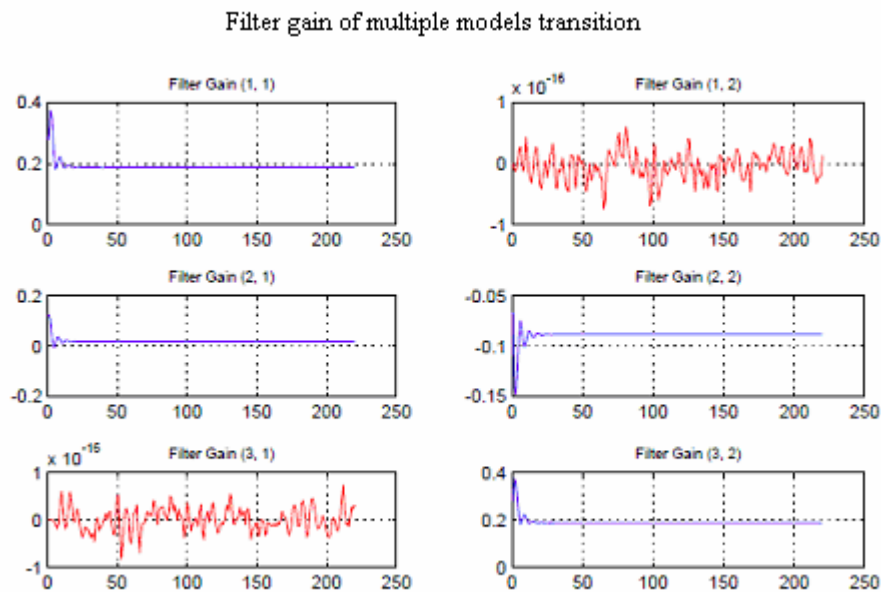 Filter gain of multiple models transition
Filter Gain (1, 1)
0.4
0.2
0
0 50 100 150 200 250
x 10^-16
Filter Gain (1, 2)
1
0
-1
0 50 100 150 200 250
Filter Gain (2, 1)
0.2
0
-0.2
0 50 100 150 200 250
Filter Gain (2, 2)
-0.05
-0.1
-0.15
0 50 100 150 200 250
x 10^-15
Filter Gain (3, 1)
1
0
-1
0 50 100 150 200 250
Filter Gain (3, 2)
0.4
0.2
0
0 50 100 150 200 250